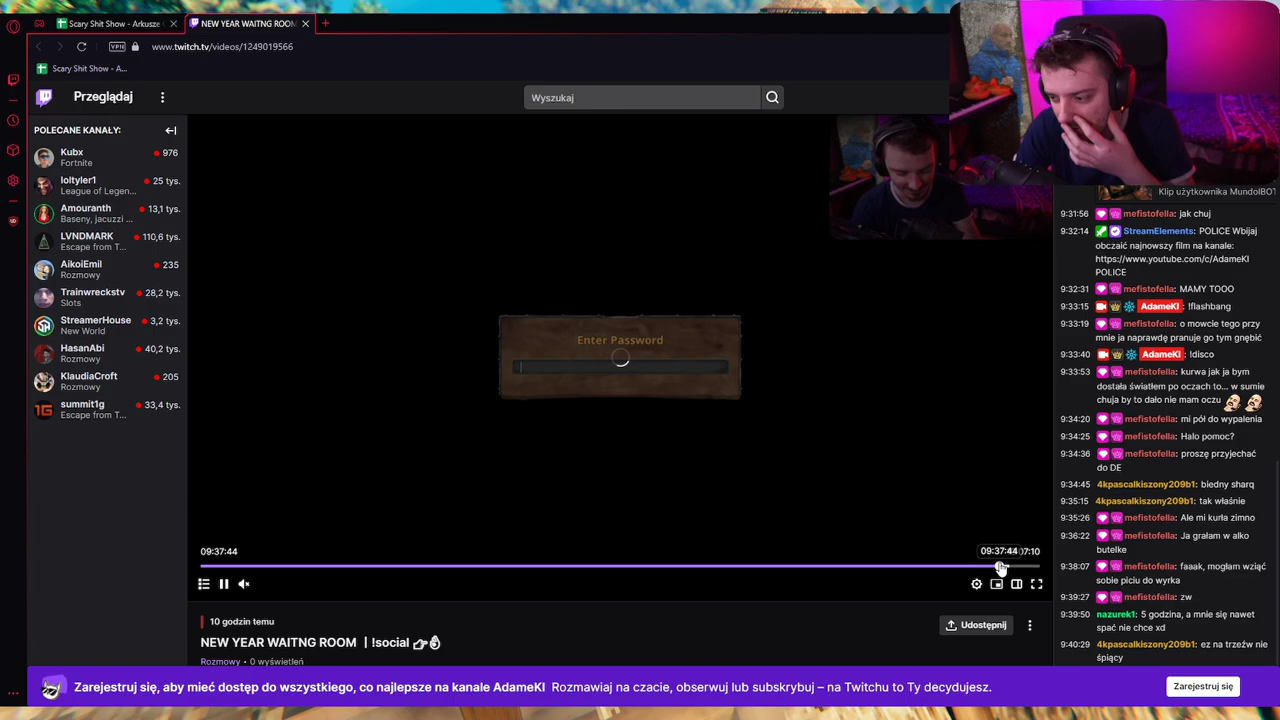 Scary Shit Show - Arkusze
NEW YEAR WAITNG ROOM
VPN
www.twitch.tv/videos/1249019566
Scary Shit Show - A...
Przeglądaj
Wyszukaj
POLECANE KANAŁY:
Kubx
976
Fortnite
loltyler1
25 tys.
League of Legen...
Amouranth
13,1 tys.
Baseny, jacuzzi ...
LVNDMARK
110,6 tys.
Escape from T...
AikoiEmil
235
Rozmowy
Trainwreckstv
28,2 tys.
Slots
StreamerHouse
3,2 tys.
New World
HasanAbi
40,2 tys.
Rozmowy
KlaudiaCroft
205
Rozmowy
summit1g
33,4 tys.
Escape from T...
Enter Password
09:37:44
09:37:44
7:10
10 godzin temu
NEW YEAR WAITNG ROOM | !social
Rozmowy • 0 wyświetleń
Udostępnij
Klip użytkownika MundolBOT
9:31:56 mefistofella: jak chuj
9:32:14 StreamElements: POLICE Wbijaj
obczaić najnowszy film na kanale:
https://www.youtube.com/c/AdameKI
POLICE
9:32:31 mefistofella: MAMY TOOO
9:33:15 AdameKI : !flashbang
9:33:19 mefistofella: o mowcie tego przy
mnie ja naprawdę pranuje go tym gnębić
9:33:40 AdameKI : !disco
9:33:53 mefistofella: kurwa jak ja bym
dostała światłem po oczach to... w sumie
chuja by to dało nie mam oczu
9:34:20 mefistofella: mi pół do wypalenia
9:34:25 mefistofella: Halo pomoc?
9:34:36 mefistofella: proszę przyjechać
do DE
9:34:45 4kpascalkiszony209b1: biedny sharq
9:35:15 4kpascalkiszony209b1: tak właśnie
9:35:26 mefistofella: Ale mi kurła zimno
9:36:22 mefistofella: Ja grałam w alko
butelke
9:38:07 mefistofella: faaak, mogłam wziąć
sobie piciu do wyrka
9:39:27 mefistofella: zw
9:39:50 nazurek1: 5 godzina, a mnie się nawet
spać nie chce xd
9:40:29 4kpascalkiszony209b1: ez na trzeźw nie
śpiący
Zarejestruj się, aby mieć dostęp do wszystkiego, co najlepsze na kanale AdameKI Rozmawiaj na czacie, obserwuj lub subskrybuj – na Twitchu to Ty decydujesz.
Zarejestruj się